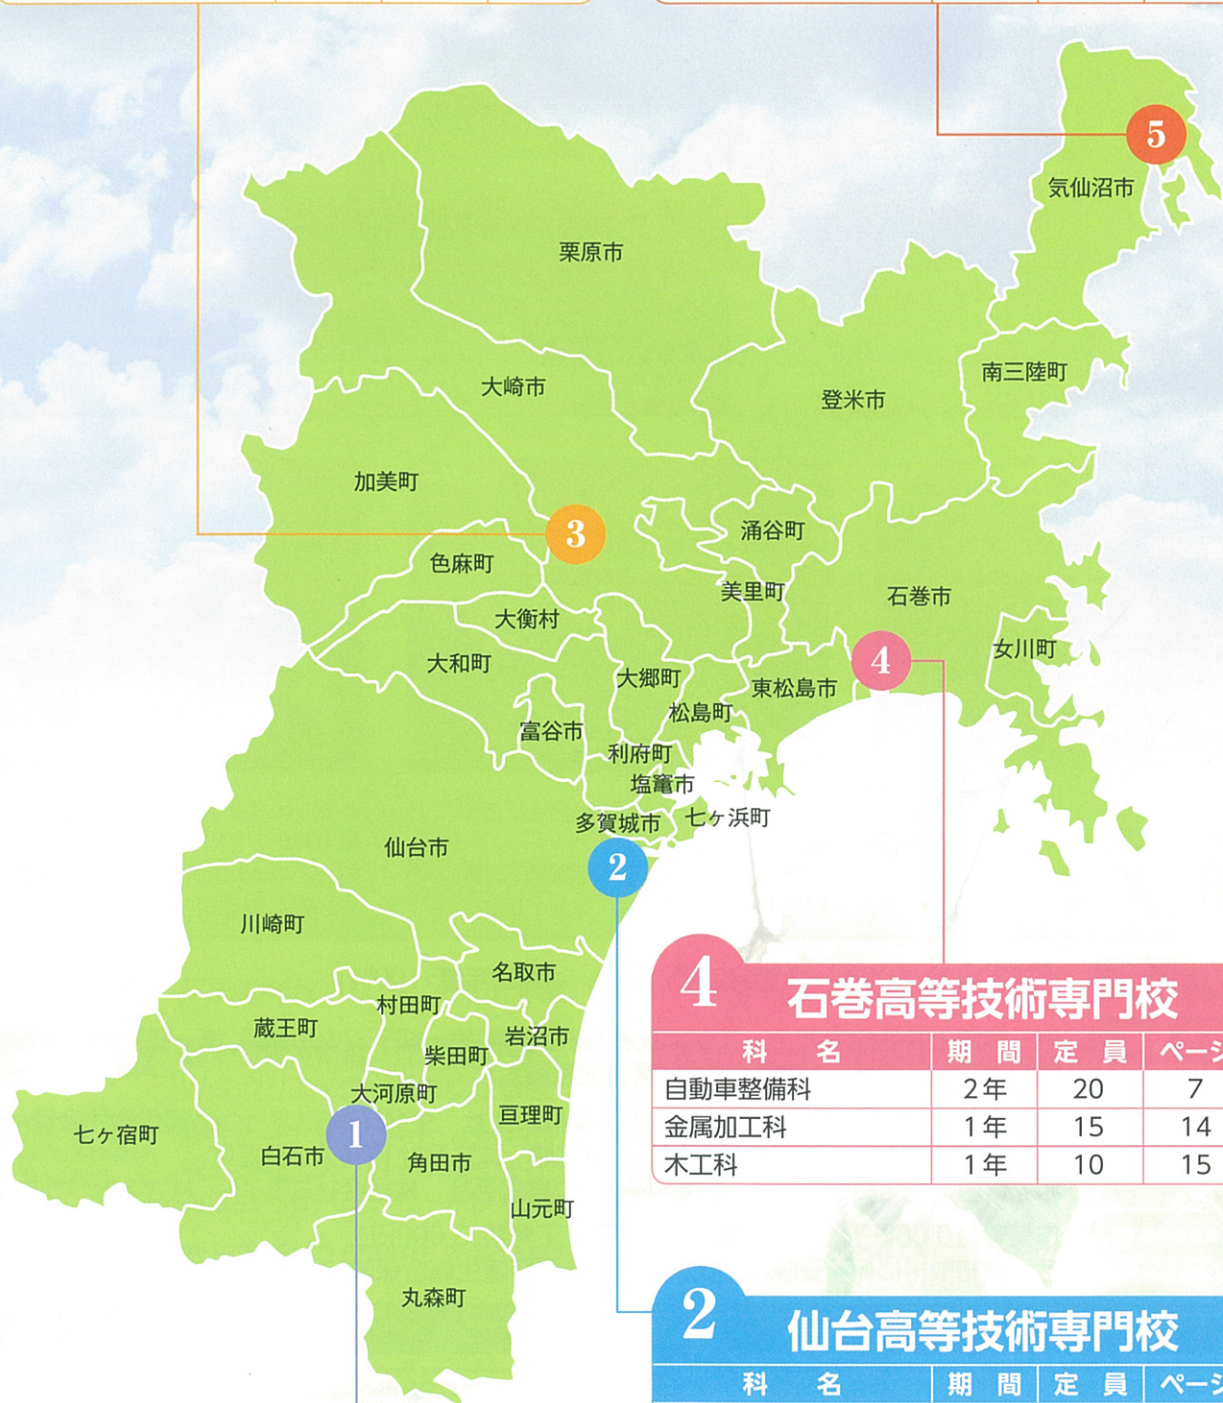 5
気仙沼市
栗原市
南三陸町
大崎市
登米市
加美町
3
涌谷町
色麻町
美里町
石巻市
大衡村
女川町
大和町
4
大郷町
東松島市
松島町
富谷市
利府町
塩竈市
七ヶ浜町
多賀城市
仙台市
2
川崎町
名取市
村田町
蔵王町
岩沼市
柴田町
大河原町
亘理町
七ヶ宿町
1
白石市
角田市
山元町
丸森町
4 石巻高等技術専門校
科 名 期 間 定 員 ペー
自動車整備科 2年 20 7
金属加工科 1年 15 14
木工科 1年 10 15
2 仙台高等技術専門校
科 名 期 間 定 員 ペー